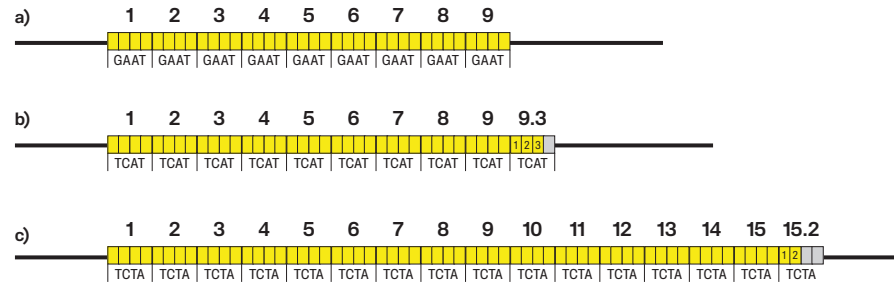 a) 1 2 3 4 5 6 7 8 9
GAAT GAAT GAAT GAAT GAAT GAAT GAAT GAAT GAAT
b) 1 2 3 4 5 6 7 8 9 9.3
1 2 3
TCAT TCAT TCAT TCAT TCAT TCAT TCAT TCAT TCAT TCAT
c) 1 2 3 4 5 6 7 8 9 10 11 12 13 14 15 15.2
1 2
TCTA TCTA TCTA TCTA TCTA TCTA TCTA TCTA TCTA TCTA TCTA TCTA TCTA TCTA TCTA TCTA